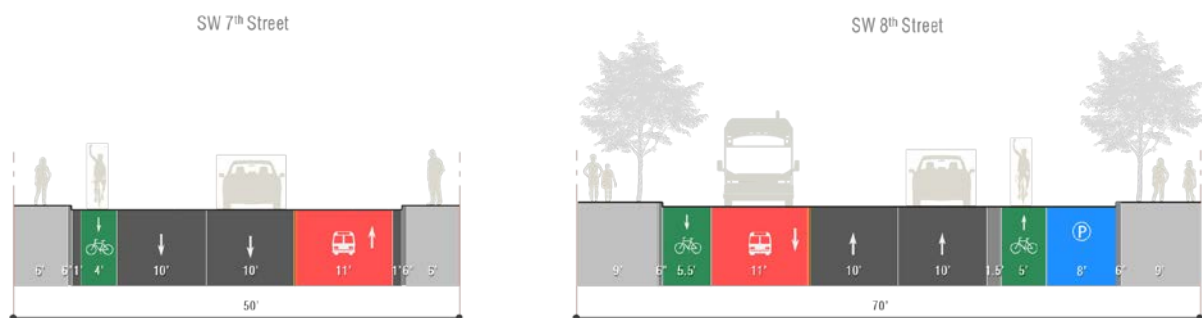 SW 7th Street
6' 6" 1' 4' 10' 10' 11' 1' 6" 6'
50'
SW 8th Street
P
9' 6" 5.5' 11' 10' 10' 1.5' 5' 8' 6" 9'
70'